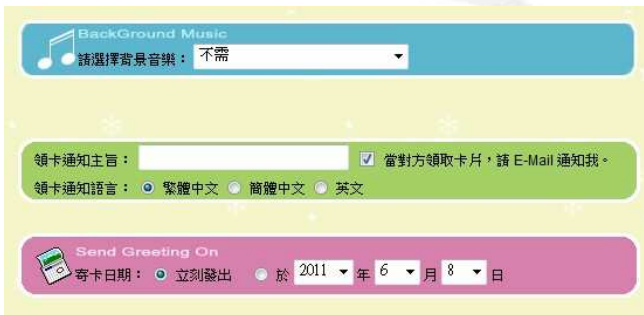 BackGround Music
請選擇背景音樂： 不需
領卡通知主旨： 當對方領取卡片，請 E-Mail 通知我。
領卡通知語言： 繁體中文 簡體中文 英文
Send Greeting On
寄卡日期： 立刻發出 於 2011 年 6 月 8 日